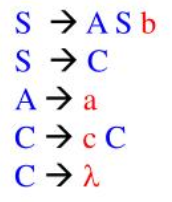 S → A S b
S → C
A → a
C → c C
C → λ